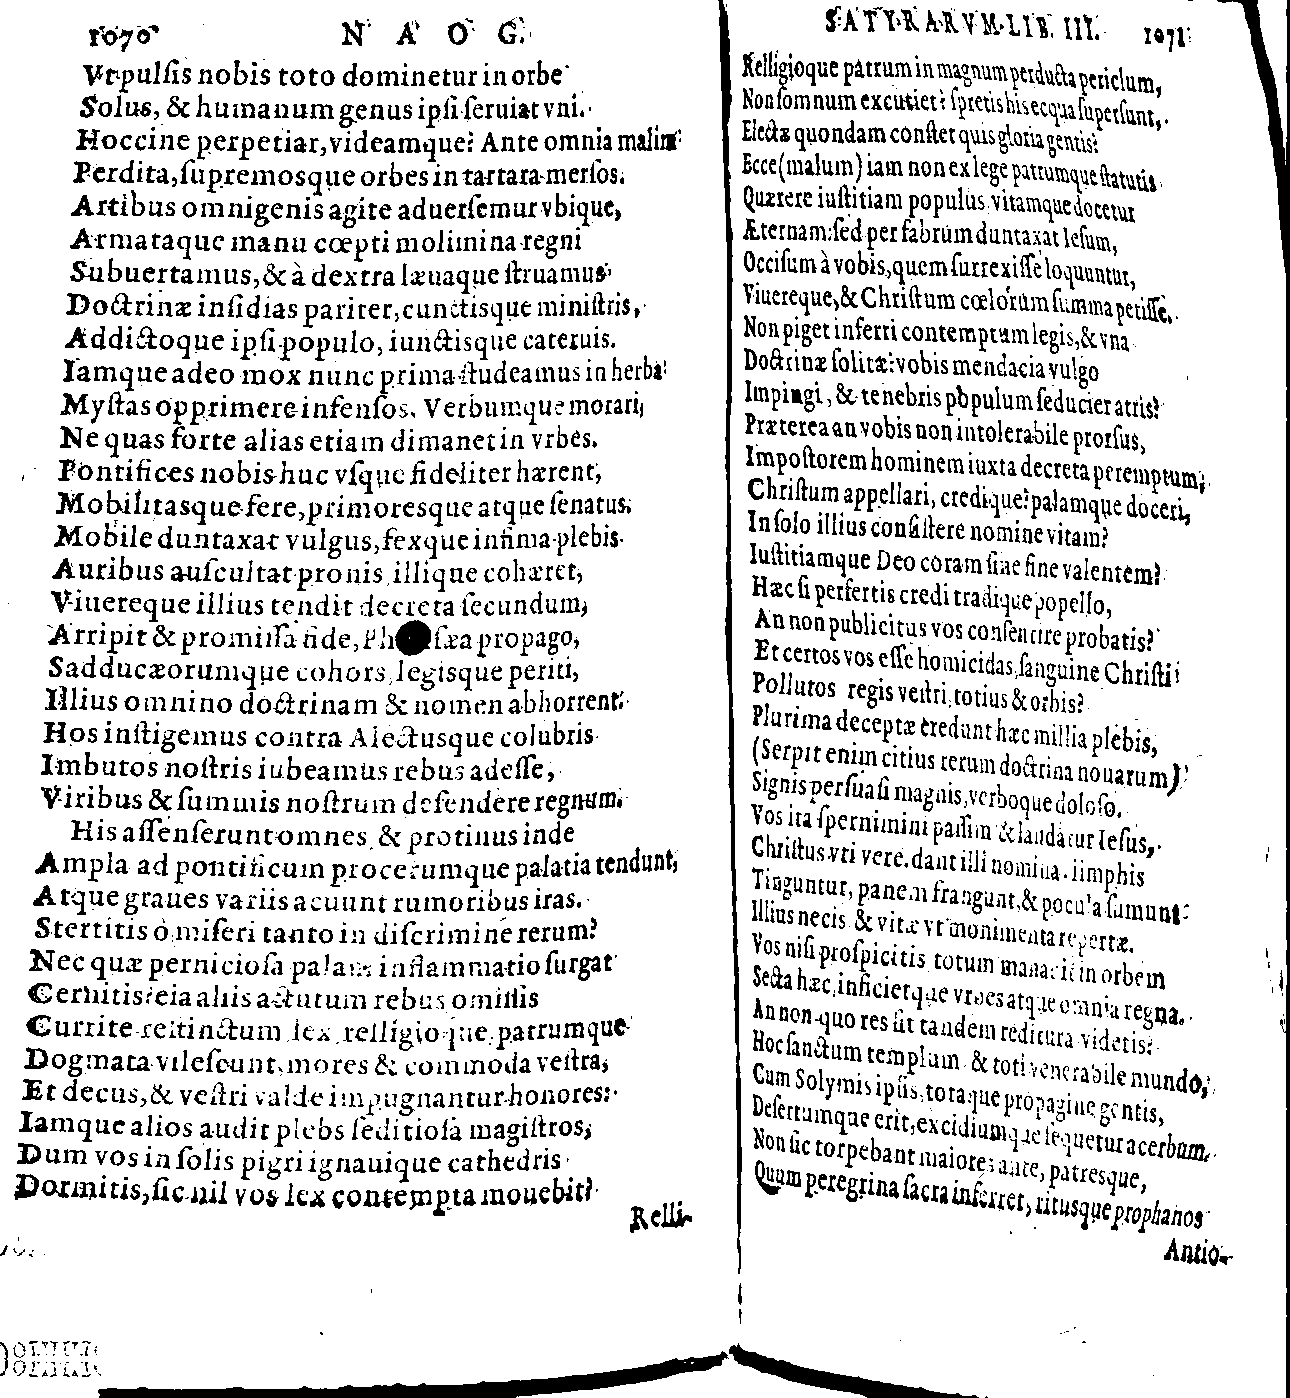 1070 N A O G.
Vt pulsis nobis toto dominetur in orbe
Solus, & humanum genus ipsi seruiat vni.
Hoccine perpetiar, videamque? Ante omnia malim
Perdita, supremosque orbes in tartara mersos.
Artibus omnigenis agite aduersemur vbique,
Armataque manu cœpti molimina regni
Subuertamus, & à dextra læuaque struamus
Doctrinæ insidias pariter, cunctisque ministris,
Addictoque ipsi populo, iunctisque cateruis.
Iamque adeo mox nunc prima studeamus in herba
Mystas opprimere infensos. Verbumque morari,
Ne quas forte alias etiam dimanet in vrbes.
Pontifices nobis huc vsque fideliter hærent,
Mobilitasque fere, primoresque atque senatus.
Mobile duntaxat vulgus, fexque infima plebis
Auribus auscultat pronis, illique cohæret,
Viuereque illius tendit decreta secundum,
Arripit & promissa fide, Ph sæa propago,
Sadducæorumque cohors, legisque periti,
Illius omnino doctrinam & nomen abhorrent.
Hos instigemus contra Alectusque colubris
Imbutos nostris iubeamus rebus adesse,
Viribus & summis nostrum defendere regnum.
His assenserunt omnes, & protinus inde
Ampla ad pontificum procerumque palatia tendunt,
Atque graues variis acuunt rumoribus iras.
Stertitis ô miseri tanto in discrimine rerum?
Nec quæ perniciosa palam inflammatio surgat
Cernitis? eia aliis actutum rebus omissis
Currite restinctum lex relligioque, patrumque
Dogmata vilescunt, mores & commoda vestra,
Et decus, & vestri valde impugnantur honores:
Iamque alios audit plebs seditiosa magistros,
Dum vos in solis pigri ignauique cathedris
Dormitis, sic nil vos lex contempta mouebit?
Relli-
SATYRARVM LIB. III. 1071
Relligioque patrum in magnum perducta periclum,
Non somnum excutiet? spretis his ecqua supersunt,
Electæ quondam constet quis gloria gentis?
Ecce (malum) iam non ex lege patrumque statutis
Quærere iustitiam populus, vitamque docetur
Æternam: sed per fabrum duntaxat Iesum,
Occisum à vobis, quem surrexisse loquuntur,
Viuereque, & Christum cœlorum summa petisse.
Non piget inferri contemptum legis, & vna
Doctrinæ solitæ? vobis mendacia vulgo
Impingi, & tenebris populum seducier atris?
Præterea an vobis non intolerabile prorsus,
Impostorem hominem iuxta decreta peremptum,
Christum appellari, credique? palamque doceri,
In solo illius consistere nomine vitam?
Iustitiamque Deo coram sine fine valentem?
Hæc si perfertis credi tradique popello,
An non publicitus vos consentire probatis?
Et certos vos esse homicidas, sanguine Christi
Pollutos regis vestri, totius & orbis?
Plurima deceptæ credunt hæc millia plebis,
(Serpit enim citius rerum doctrina nouarum)
Signis persuasi magnis, verboque doloso.
Vos ita spernimini passim & laudatur Iesus,
Christus vti vere. dant illi nomina. limphis
Tinguntur, panem frangunt, & pocula sumunt
Illius necis & vitæ vt monimenta repertæ.
Vos nisi prospicitis totum manarit in orbem
Secta hæc, inficietque vrbes atque omnia regna.
An non quo res sit tandem reditura videtis?
Hoc sanctum templum & toti venerabile mundo,
Cum Solymis ipsis, totaque propagine gentis,
Desertumque erit, excidiumque sequetur acerbum.
Non sic torpebant maiores ante, patresque,
Quam peregrina sacra inferret, ritusque prophanos
Antio-